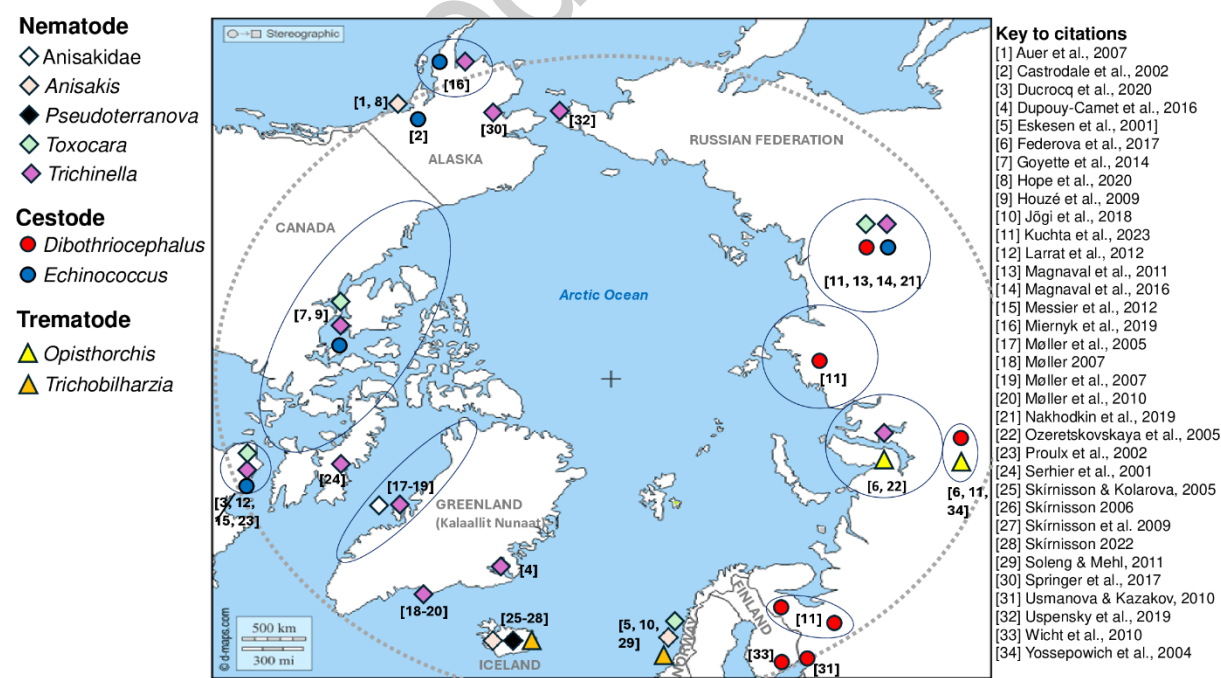 Nematode
Anisakidae
Anisakis
Pseudoterranova
Toxocara
Trichinella
Cestode
Dibothriocephalus
Echinococcus
Trematode
Opisthorchis
Trichobilharzia
Stereographic
[16]
[1, 8]
[2]
[30]
[32]
ALASKA
RUSSIAN FEDERATION
CANADA
[11, 13, 14, 21]
Arctic Ocean
[7, 9]
[11]
[24]
[17-19]
GREENLAND
(Kalaallit Nunaat)
[3, 12,
15, 23]
[6, 22]
[6, 11,
34]
[4]
[18-20]
[25-28]
ICELAND
[5, 10,
29]
NORWAY
FINLAND
[11]
[33]
[31]
500 km
300 mi
© d-maps.com
Key to citations
[1] Auer et al., 2007
[2] Castrodale et al., 2002
[3] Ducrocq et al., 2020
[4] Dupouy-Camet et al., 2016
[5] Eskesen et al., 2001]
[6] Federova et al., 2017
[7] Goyette et al., 2014
[8] Hope et al., 2020
[9] Houzé et al., 2009
[10] Jõgi et al., 2018
[11] Kuchta et al., 2023
[12] Larrat et al., 2012
[13] Magnaval et al., 2011
[14] Magnaval et al., 2016
[15] Messier et al., 2012
[16] Miernyk et al., 2019
[17] Møller et al., 2005
[18] Møller 2007
[19] Møller et al., 2007
[20] Møller et al., 2010
[21] Nakhodkin et al., 2019
[22] Ozeretskovskaya et al., 2005
[23] Proulx et al., 2002
[24] Serhier et al., 2001
[25] Skírnisson & Kolarova, 2005
[26] Skírnisson 2006
[27] Skírnisson et al. 2009
[28] Skírnisson 2022
[29] Soleng & Mehl, 2011
[30] Springer et al., 2017
[31] Usmanova & Kazakov, 2010
[32] Uspensky et al., 2019
[33] Wicht et al., 2010
[34] Yossepowich et al., 2004